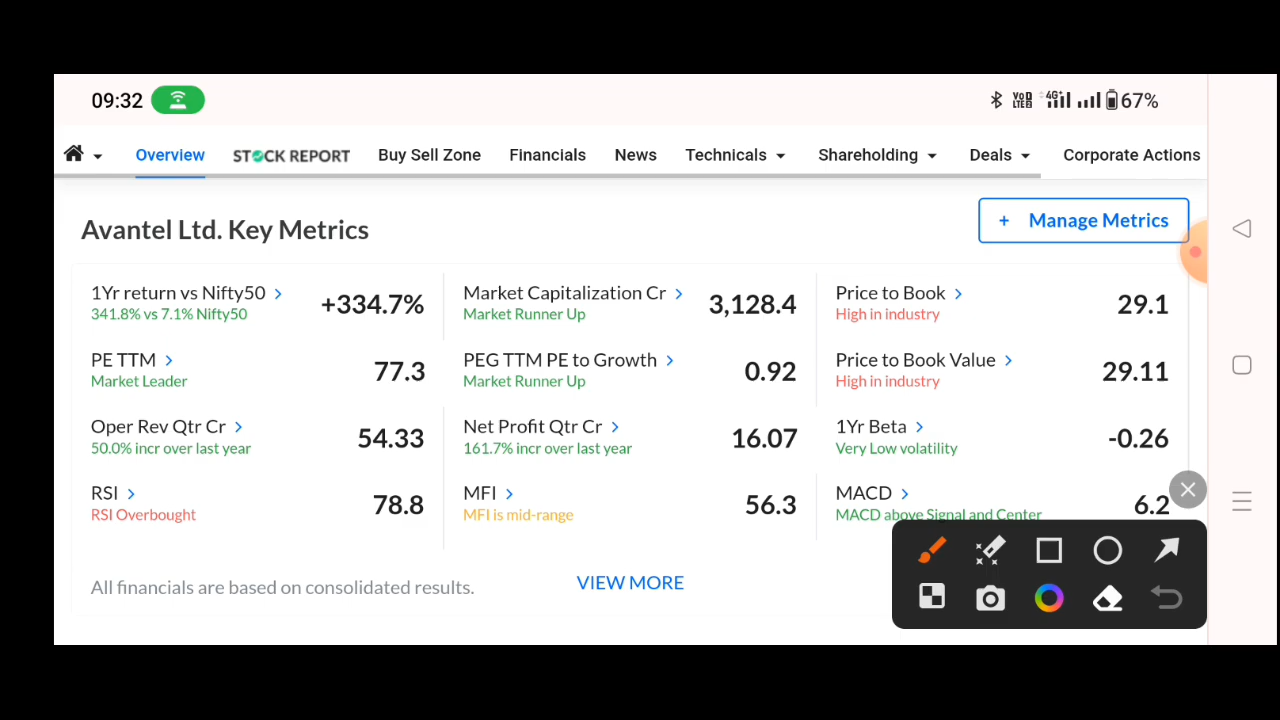 09:32
VoD LTEB 4G+ 67%
Overview STOCK REPORT Buy Sell Zone Financials News Technicals Shareholding Deals Corporate Actions
Avantel Ltd. Key Metrics
+ Manage Metrics
1Yr return vs Nifty50 +334.7% Market Capitalization Cr 3,128.4 Price to Book 29.1
341.8% vs 7.1% Nifty50 Market Runner Up High in industry
PE TTM 77.3 PEG TTM PE to Growth 0.92 Price to Book Value 29.11
Market Leader Market Runner Up High in industry
Oper Rev Qtr Cr 54.33 Net Profit Qtr Cr 16.07 1Yr Beta -0.26
50.0% incr over last year 161.7% incr over last year Very Low volatility
RSI 78.8 MFI 56.3 MACD 6.2
RSI Overbought MFI is mid-range MACD above Signal and Center
All financials are based on consolidated results. VIEW MORE